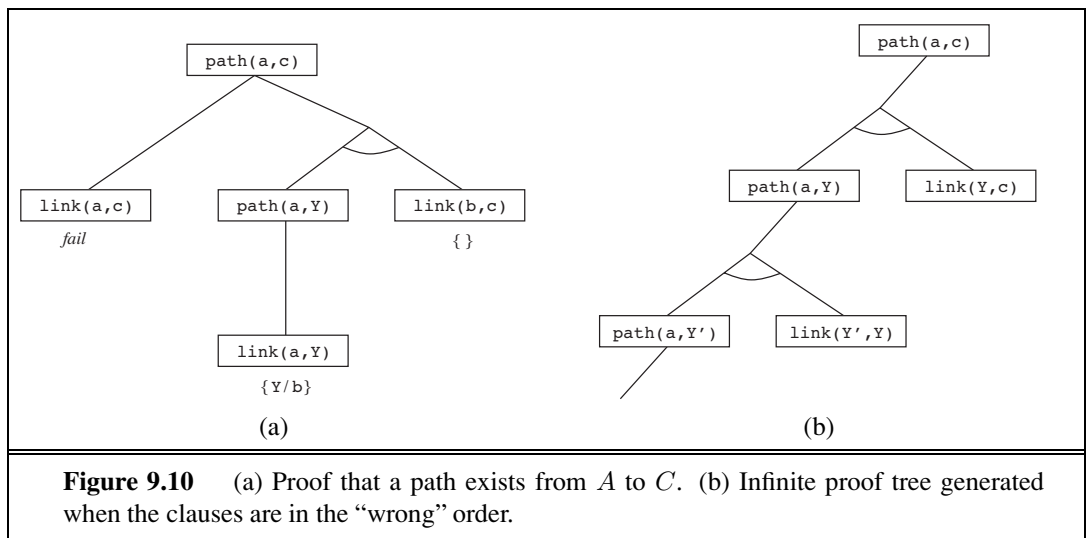 path(a,c)
link(a,c)
path(a,Y)
link(b,c)
fail
{ }
link(a,Y)
{Y/b}
(a)
path(a,c)
path(a,Y)
link(Y,c)
path(a,Y')
link(Y',Y)
(b)
Figure 9.10 (a) Proof that a path exists from A to C. (b) Infinite proof tree generated
when the clauses are in the “wrong” order.